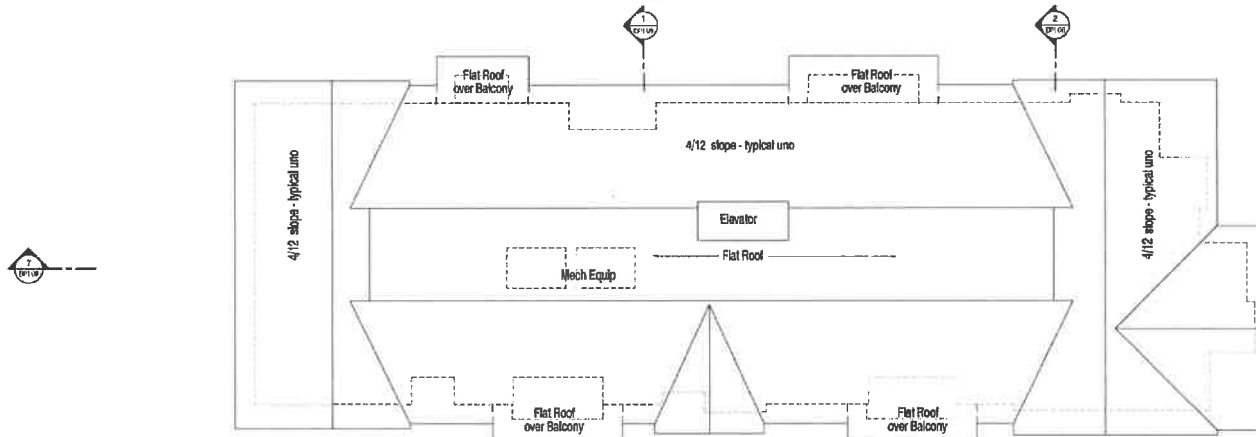 1
2
Flat Roof
over Balcony
Flat Roof
over Balcony
4/12 slope - typical uno
4/12 slope - typical uno
4/12 slope - typical uno
Elevator
Flat Roof
Mech Equip
Flat Roof
over Balcony
Flat Roof
over Balcony